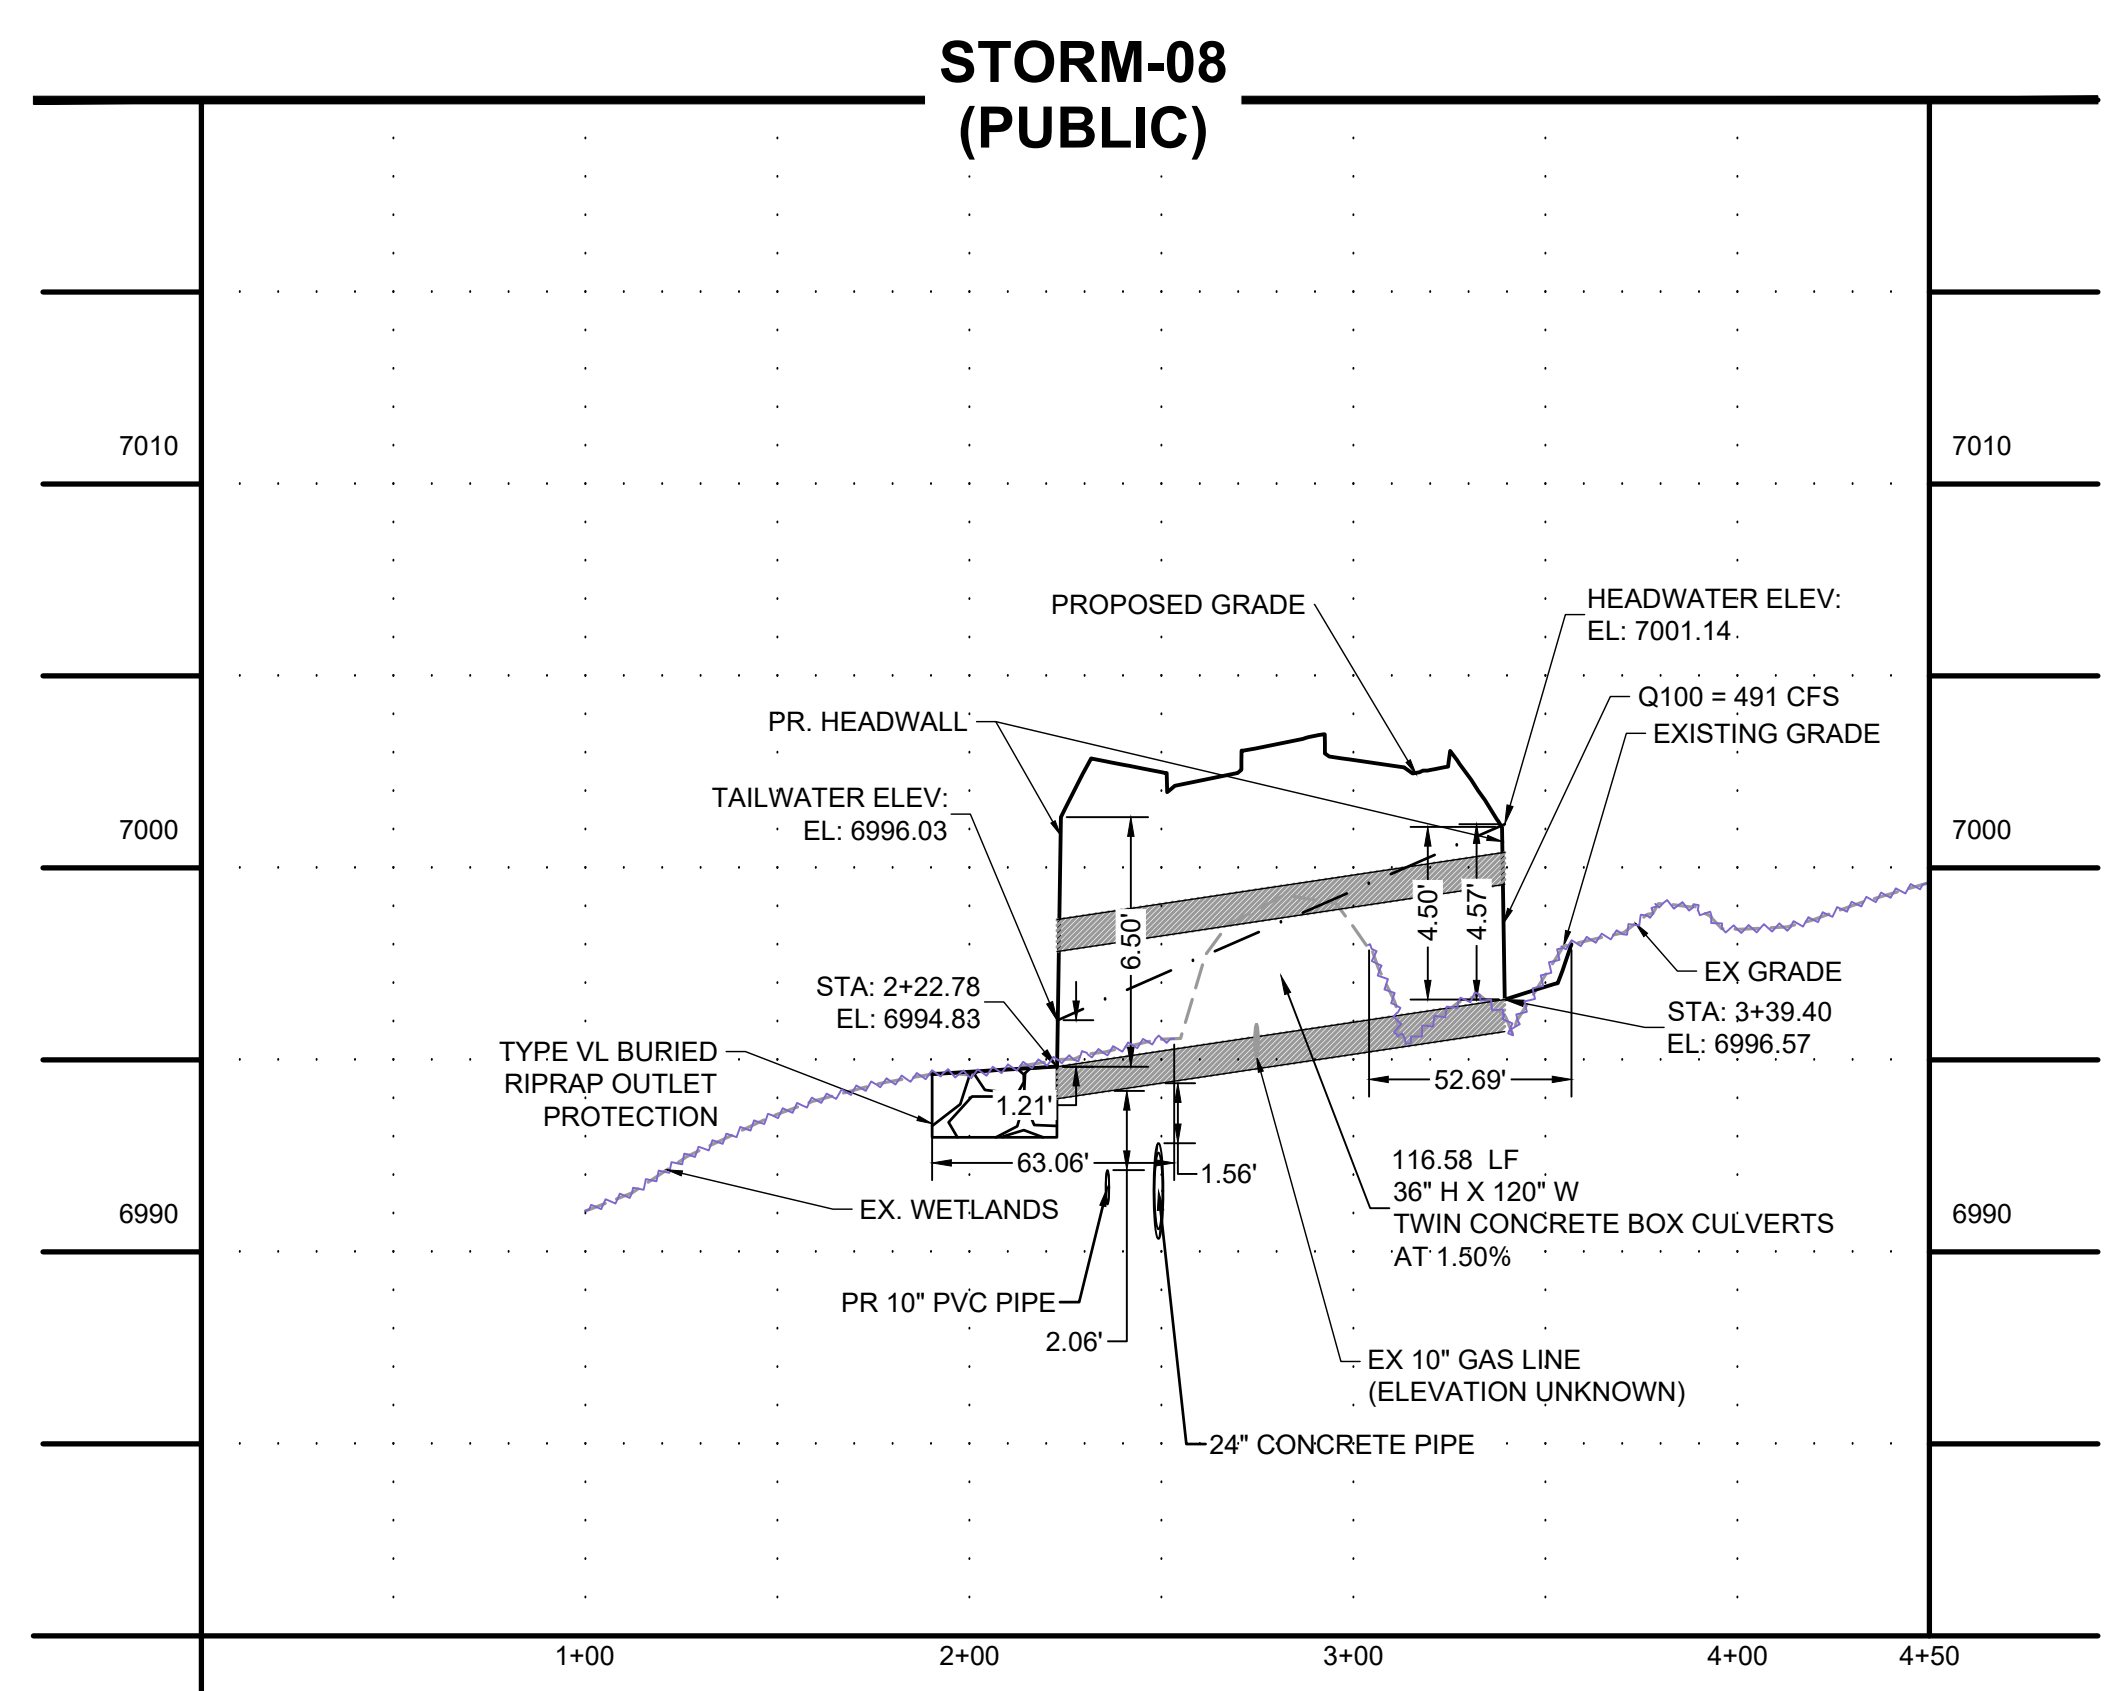 STORM-08
(PUBLIC)
7010
7010
PROPOSED GRADE
HEADWATER ELEV:
EL: 7001.14
Q100 = 491 CFS
EXISTING GRADE
PR. HEADWALL
TAILWATER ELEV:
EL: 6996.03
7000
7000
6.50'
4.50'
4.57'
EX GRADE
STA: 2+22.78
EL: 6994.83
STA: 3+39.40
EL: 6996.57
TYPE VL BURIED
RIPRAP OUTLET
PROTECTION
1.21'
52.69'
63.06'
1.56'
116.58 LF
36" H X 120" W
TWIN CONCRETE BOX CULVERTS
AT 1.50%
EX. WETLANDS
6990
6990
PR 10" PVC PIPE
2.06'
EX 10" GAS LINE
(ELEVATION UNKNOWN)
24" CONCRETE PIPE
1+00
2+00
3+00
4+00
4+50